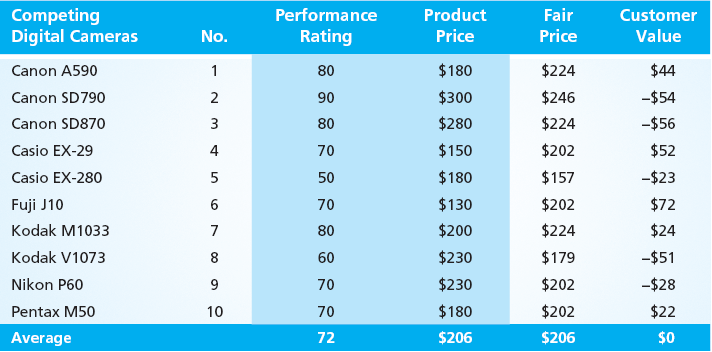 Competing Digital Cameras No. Performance Rating Product Price Fair Price Customer Value
Canon A590 1 80 $180 $224 $44
Canon SD790 2 90 $300 $246 –$54
Canon SD870 3 80 $280 $224 –$56
Casio EX-29 4 70 $150 $202 $52
Casio EX-280 5 50 $180 $157 –$23
Fuji J10 6 70 $130 $202 $72
Kodak M1033 7 80 $200 $224 $24
Kodak V1073 8 60 $230 $179 –$51
Nikon P60 9 70 $230 $202 –$28
Pentax M50 10 70 $180 $202 $22
Average 72 $206 $206 $0